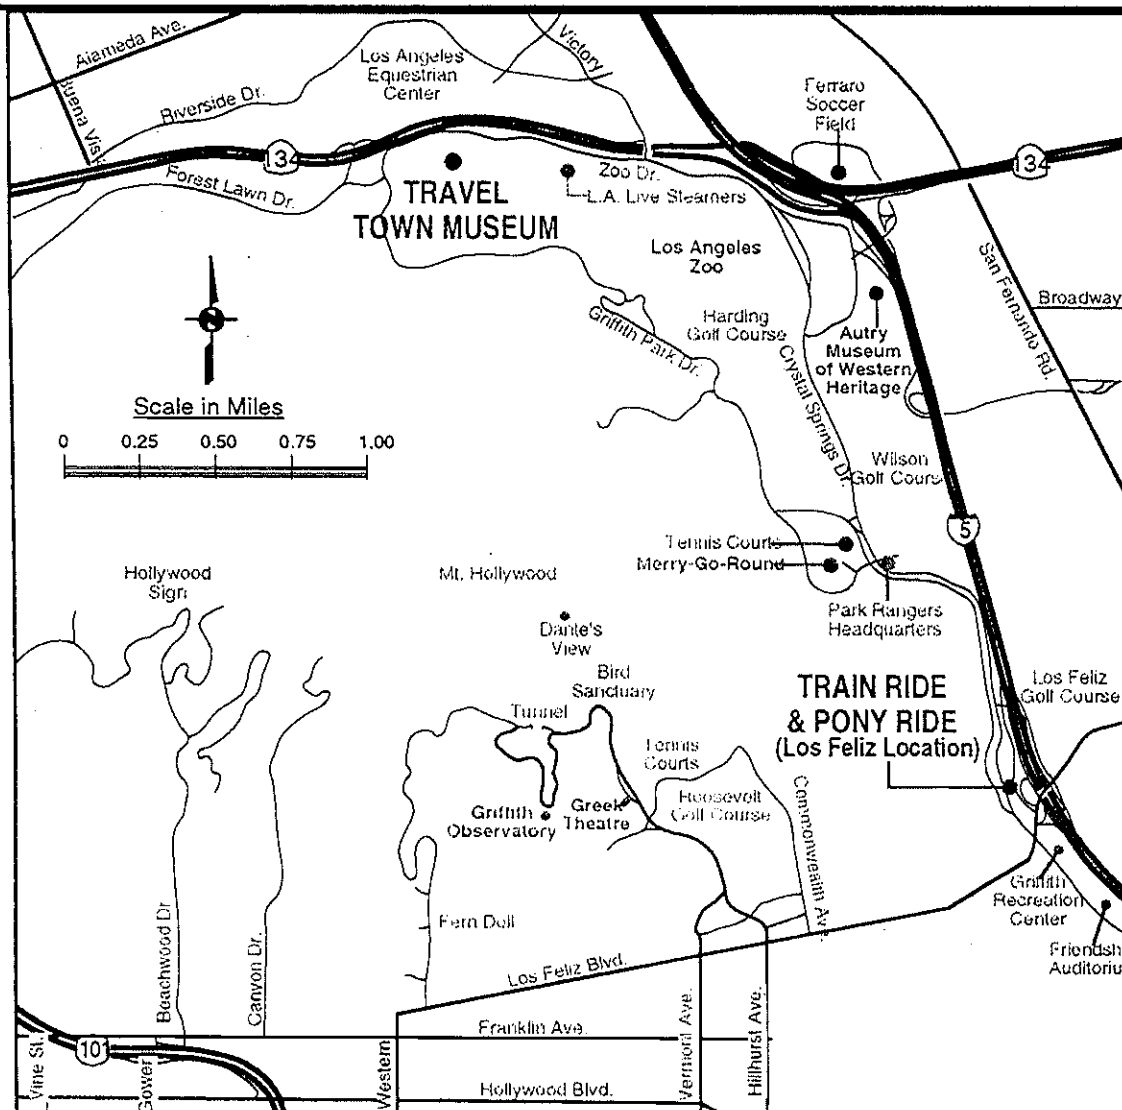 Alameda Ave.
Buena Vis
Riverside Dr.
Los Angeles
Equestrian
Center
Victory
Ferraro
Soccer
Field
134
134
Forest Lawn Dr.
Zoo Dr.
L.A. Live Steamers
TRAVEL
TOWN MUSEUM
Los Angeles
Zoo
San Fernando Rd.
Broadway
Harding
Golf Course
Griffith Park Dr.
Crystal Springs Dr.
Autry
Museum
of Western
Heritage
Scale in Miles
0 0.25 0.50 0.75 1.00
Wilson
Golf Cours
5
Tennis Courts
Merry-Go-Round
Park Rangers
Headquarters
Hollywood
Sign
Mt. Hollywood
Dante's
View
Bird
Sanctuary
Tunnel
Tennis
Courts
TRAIN RIDE
& PONY RIDE
(Los Feliz Location)
Los Feliz
Golf Course
Griffith
Observatory
Greek
Theatre
Roosevelt
Golf Course
Commonwealth Ave.
Griffith
Recreation
Center
Friendsh
Auditoriu
Fern Dell
Beachwood Dr
Canyon Dr.
Los Feliz Blvd.
Franklin Ave.
Vermont Ave.
Hillhurst Ave.
101
Vine St.
Gower
Western
Hollywood Blvd.